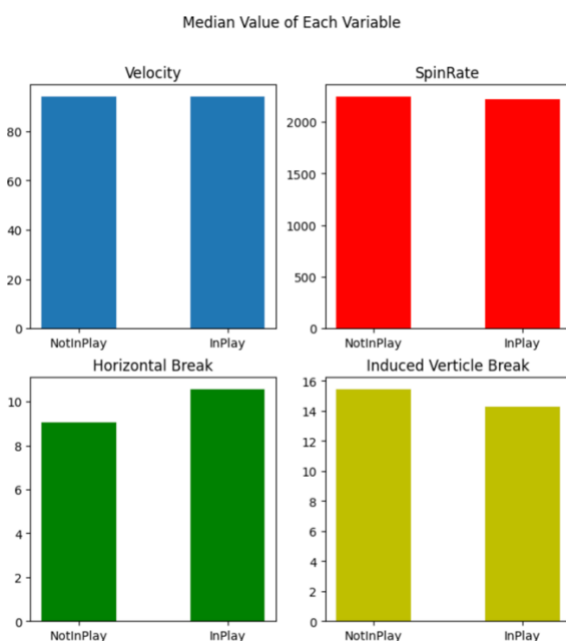 Median Value of Each Variable
Velocity
80
60
40
20
0
NotInPlay InPlay
SpinRate
2000
1500
1000
500
0
NotInPlay InPlay
Horizontal Break
10
8
6
4
2
0
NotInPlay InPlay
Induced Verticle Break
16
14
12
10
8
6
4
2
0
NotInPlay InPlay